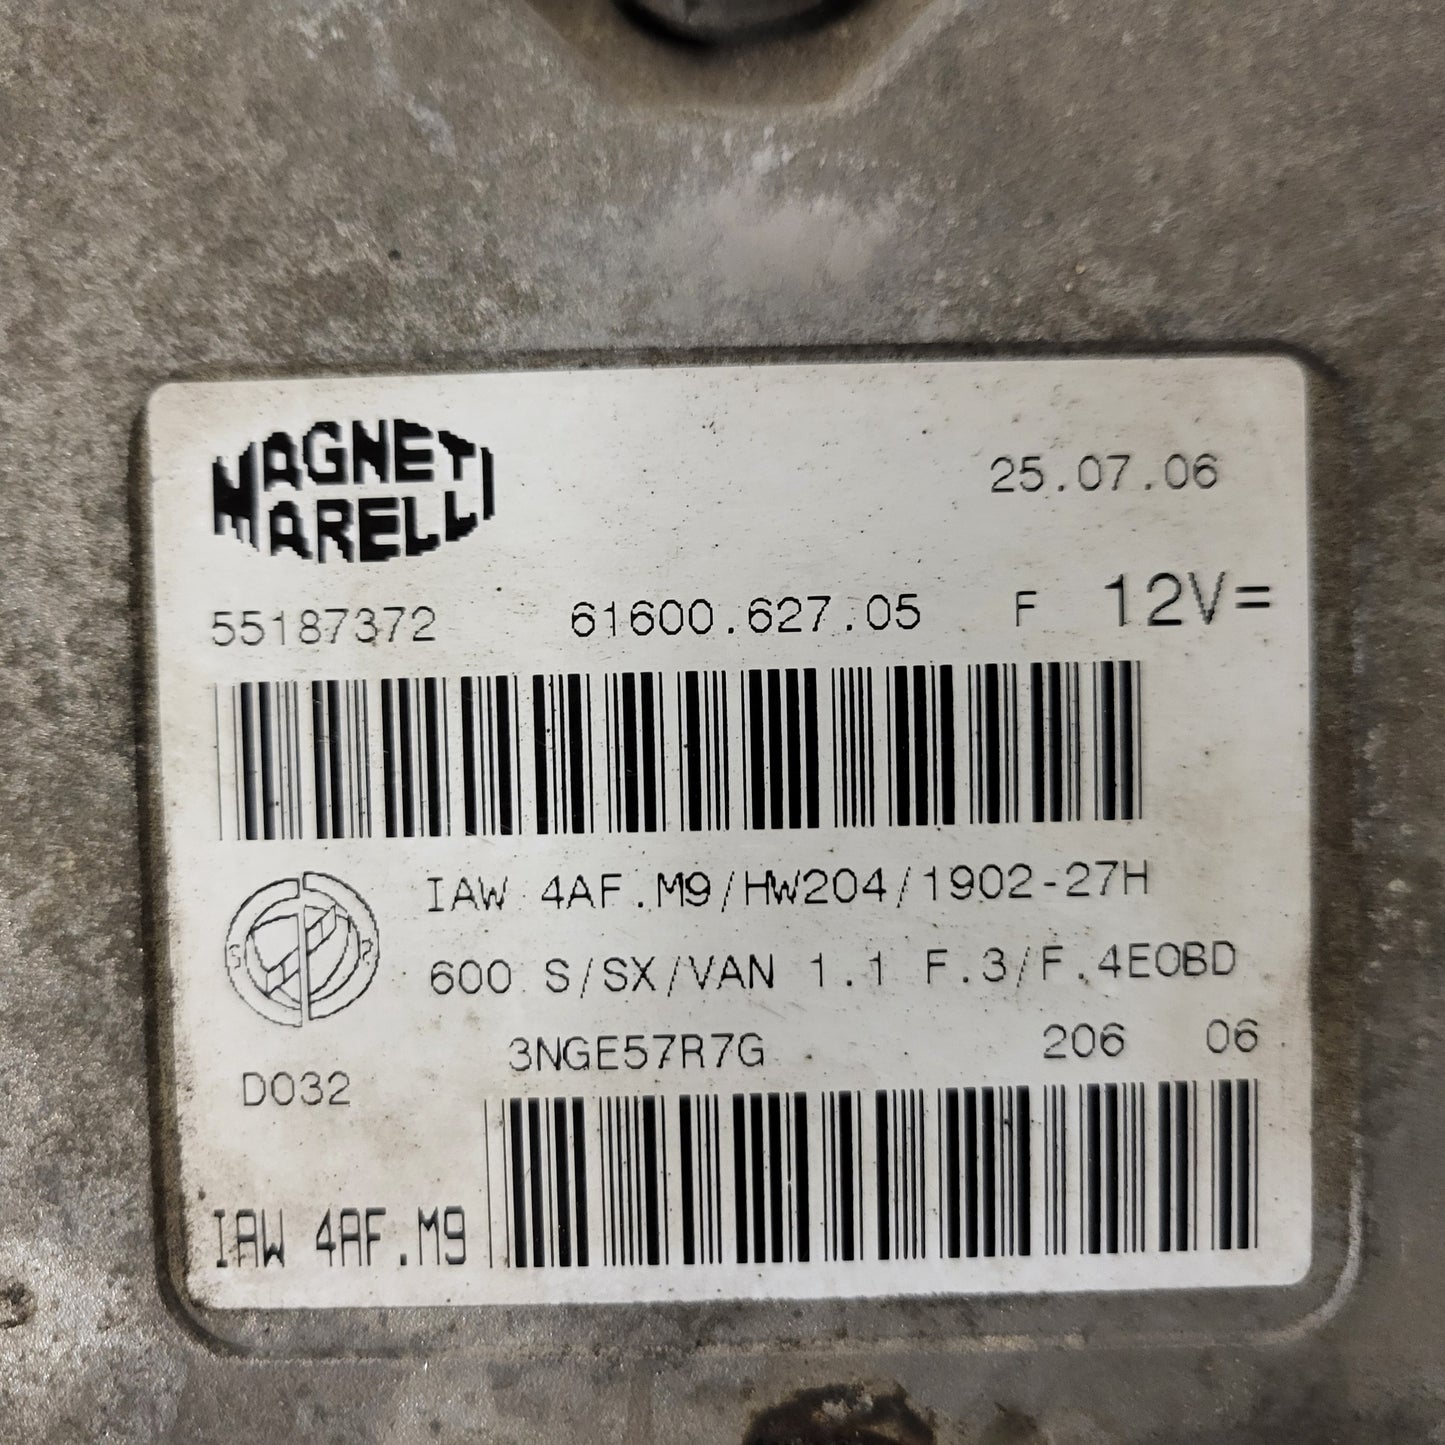 MAGNETI
MARELLI
25.07.06
55187372 61600.627.05 F 12V=
IAW 4AF.M9/HW204/1902-27H
600 S/SX/VAN 1.1 F.3/F.4EOBD
3NGE57R7G 206 06
D032
IAW 4AF.M9